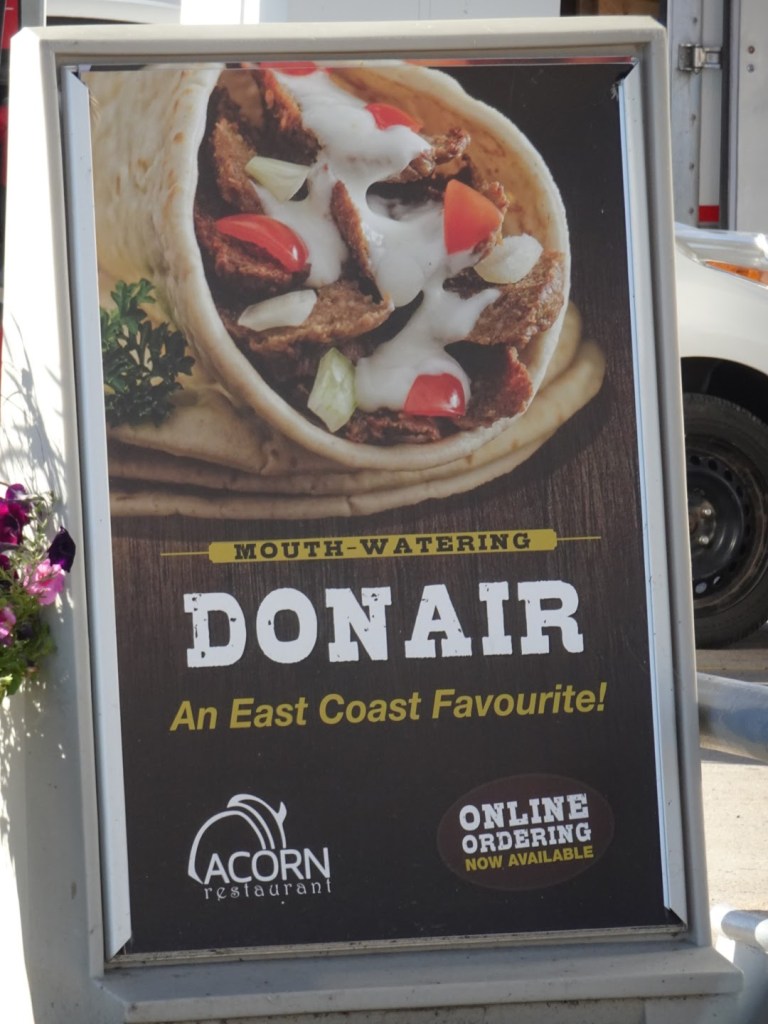 MOUTH-WATERING
DONAIR
An East Coast Favourite!
ACORN
restaurant
ONLINE
ORDERING
NOW AVAILABLE